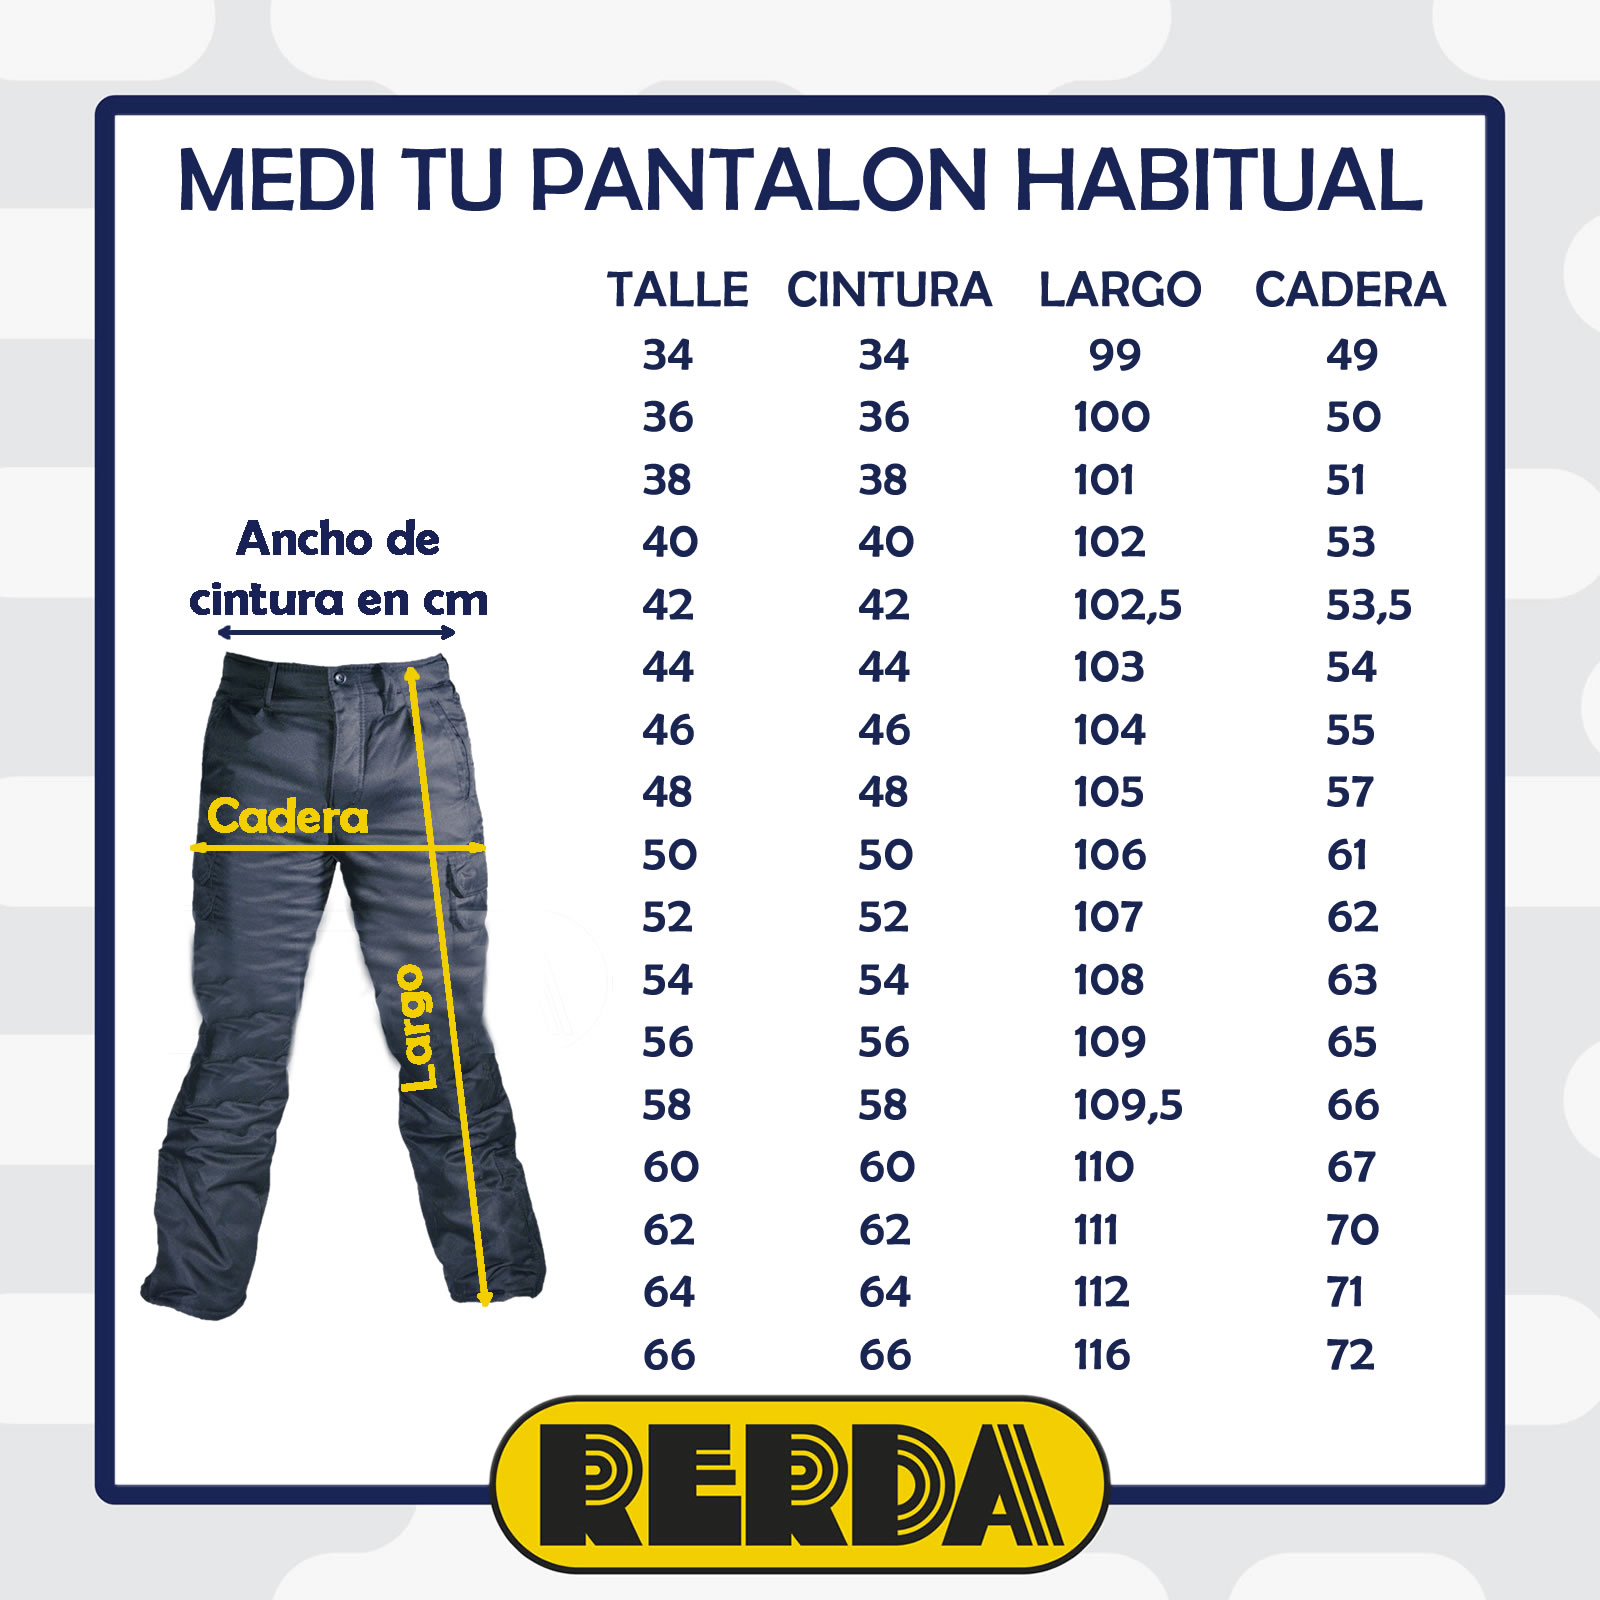 MEDI TU PANTALON HABITUAL
TALLE CINTURA LARGO CADERA
34 34 99 49
36 36 100 50
38 38 101 51
40 40 102 53
42 42 102,5 53,5
44 44 103 54
46 46 104 55
48 48 105 57
50 50 106 61
52 52 107 62
54 54 108 63
56 56 109 65
58 58 109,5 66
60 60 110 67
62 62 111 70
64 64 112 71
66 66 116 72
Ancho de
cintura en cm
Cadera
Largo
RERDA